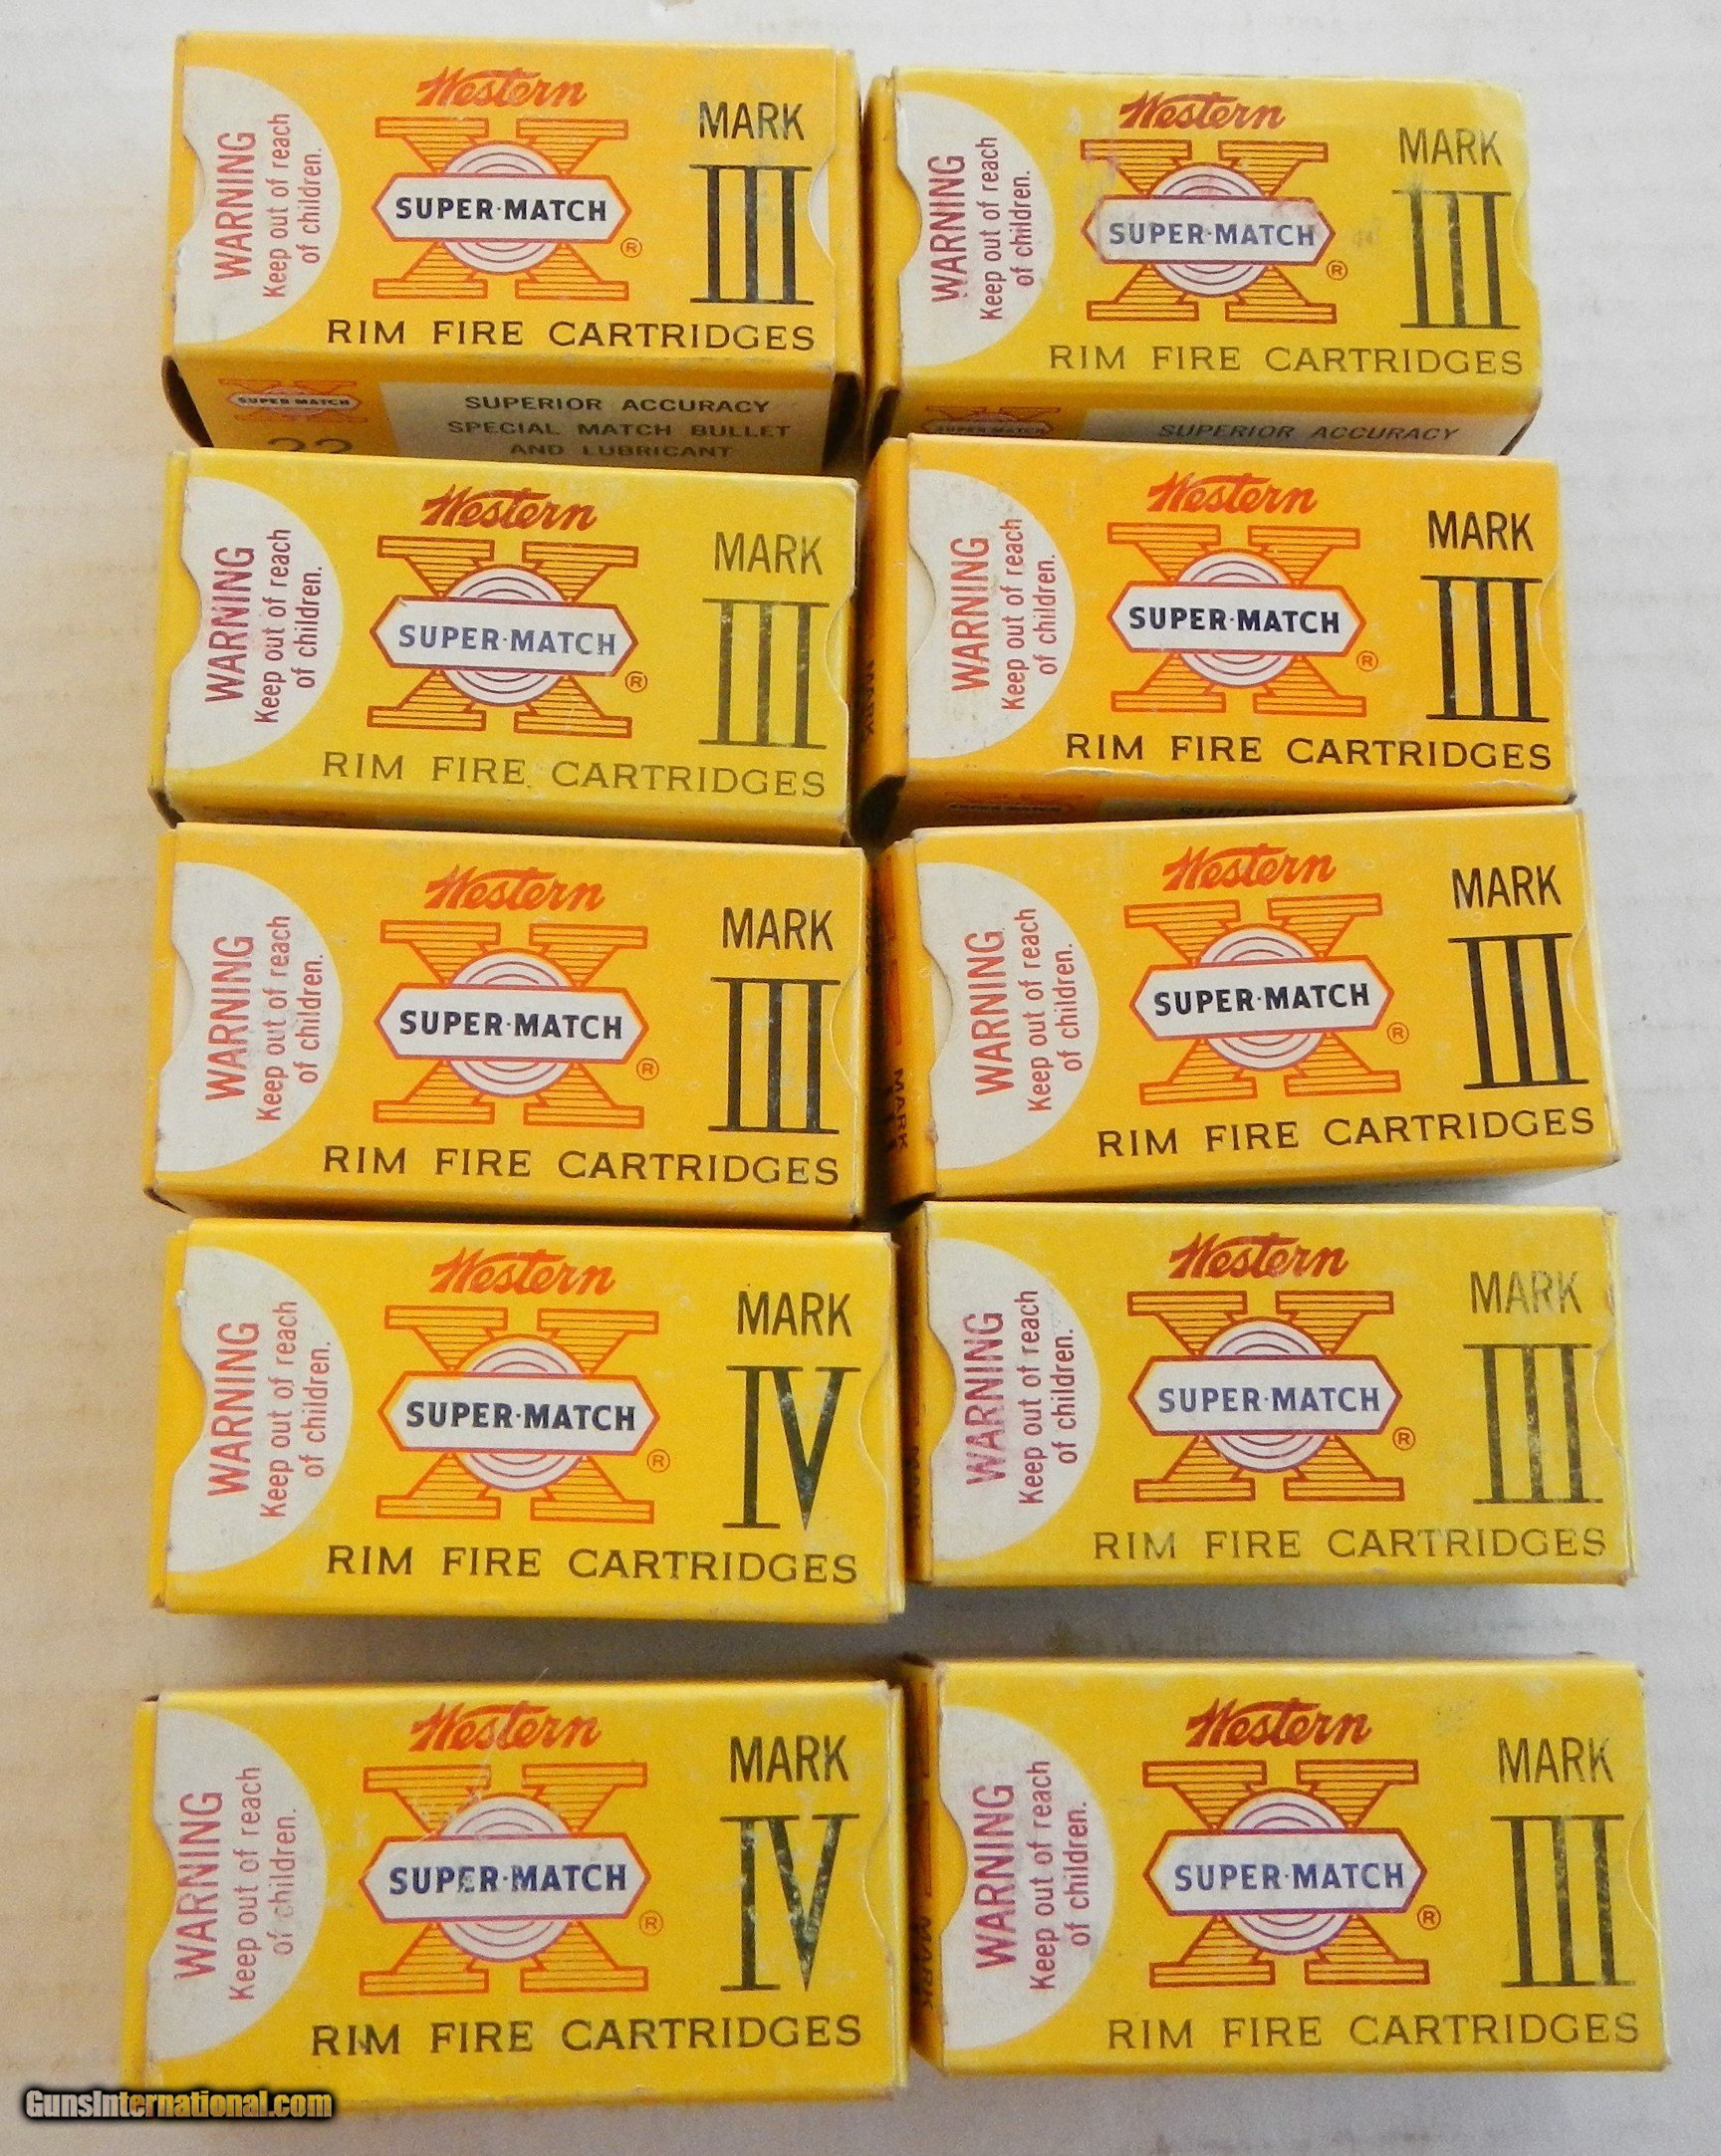 Western
MARK
III
SUPER·MATCH
®
RIM FIRE CARTRIDGES
WARNING
Keep out of reach
of children.
SUPER·MATCH
22
SUPERIOR ACCURACY
SPECIAL MATCH BULLET
AND LUBRICANT
Western
MARK
III
SUPER·MATCH
®
RIM FIRE CARTRIDGES
WARNING
Keep out of reach
of children.
SUPER·MATCH
SUPERIOR ACCURACY
Western
MARK
III
SUPER·MATCH
®
RIM FIRE CARTRIDGES
WARNING
Keep out of reach
of children.
Western
MARK
III
SUPER·MATCH
®
RIM FIRE CARTRIDGES
WARNING
Keep out of reach
of children.
MARK
Western
MARK
III
SUPER·MATCH
®
RIM FIRE CARTRIDGES
WARNING
Keep out of reach
of children.
Western
MARK
III
SUPER·MATCH
®
RIM FIRE CARTRIDGES
WARNING
Keep out of reach
of children.
MARK
Western
MARK
IV
SUPER·MATCH
®
RIM FIRE CARTRIDGES
WARNING
Keep out of reach
of children.
Western
MARK
III
SUPER·MATCH
®
RIM FIRE CARTRIDGES
WARNING
Keep out of reach
of children.
MARK
Western
MARK
IV
SUPER·MATCH
®
RIM FIRE CARTRIDGES
WARNING
Keep out of reach
of children.
Western
MARK
III
SUPER·MATCH
®
RIM FIRE CARTRIDGES
WARNING
Keep out of reach
of children.
MARK
GunsInternational.com